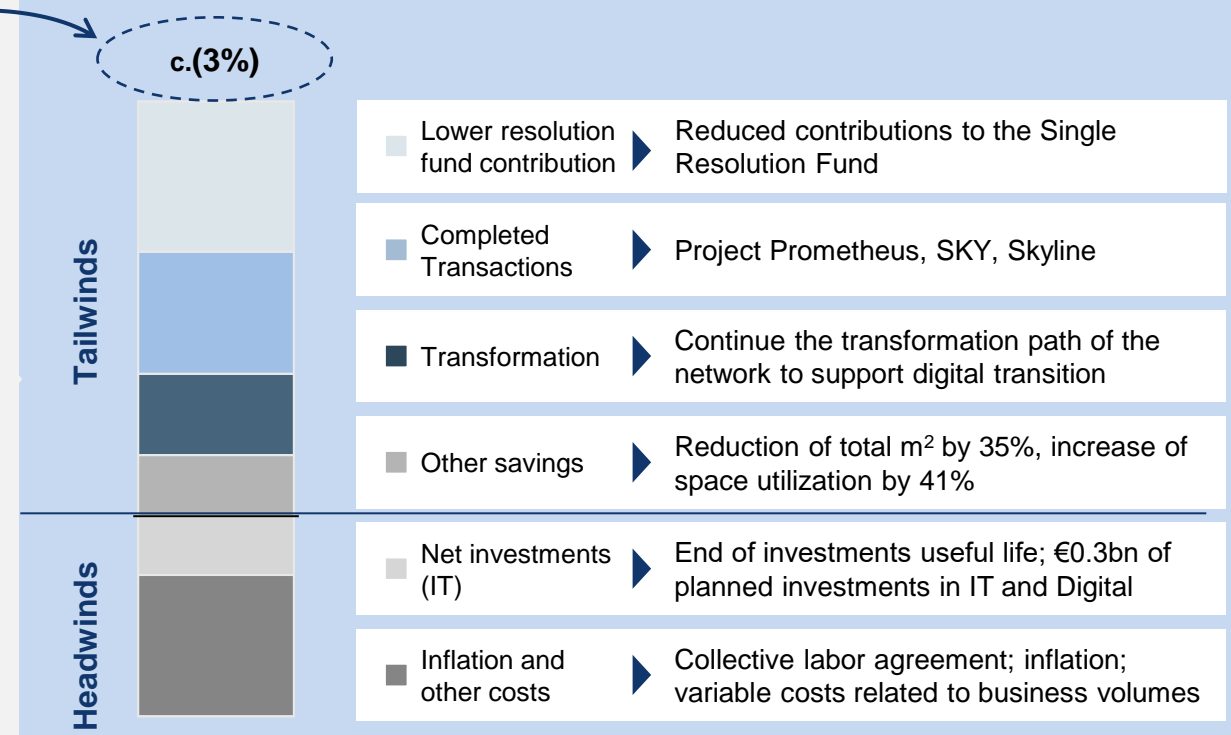 c.(3%)
Tailwinds
Lower resolution
fund contribution
Reduced contributions to the Single
Resolution Fund
Completed
Transactions
Project Prometheus, SKY, Skyline
Transformation
Continue the transformation path of the
network to support digital transition
Other savings
Reduction of total m² by 35%, increase of
space utilization by 41%
Headwinds
Net investments
(IT)
End of investments useful life; €0.3bn of
planned investments in IT and Digital
Inflation and
other costs
Collective labor agreement; inflation;
variable costs related to business volumes